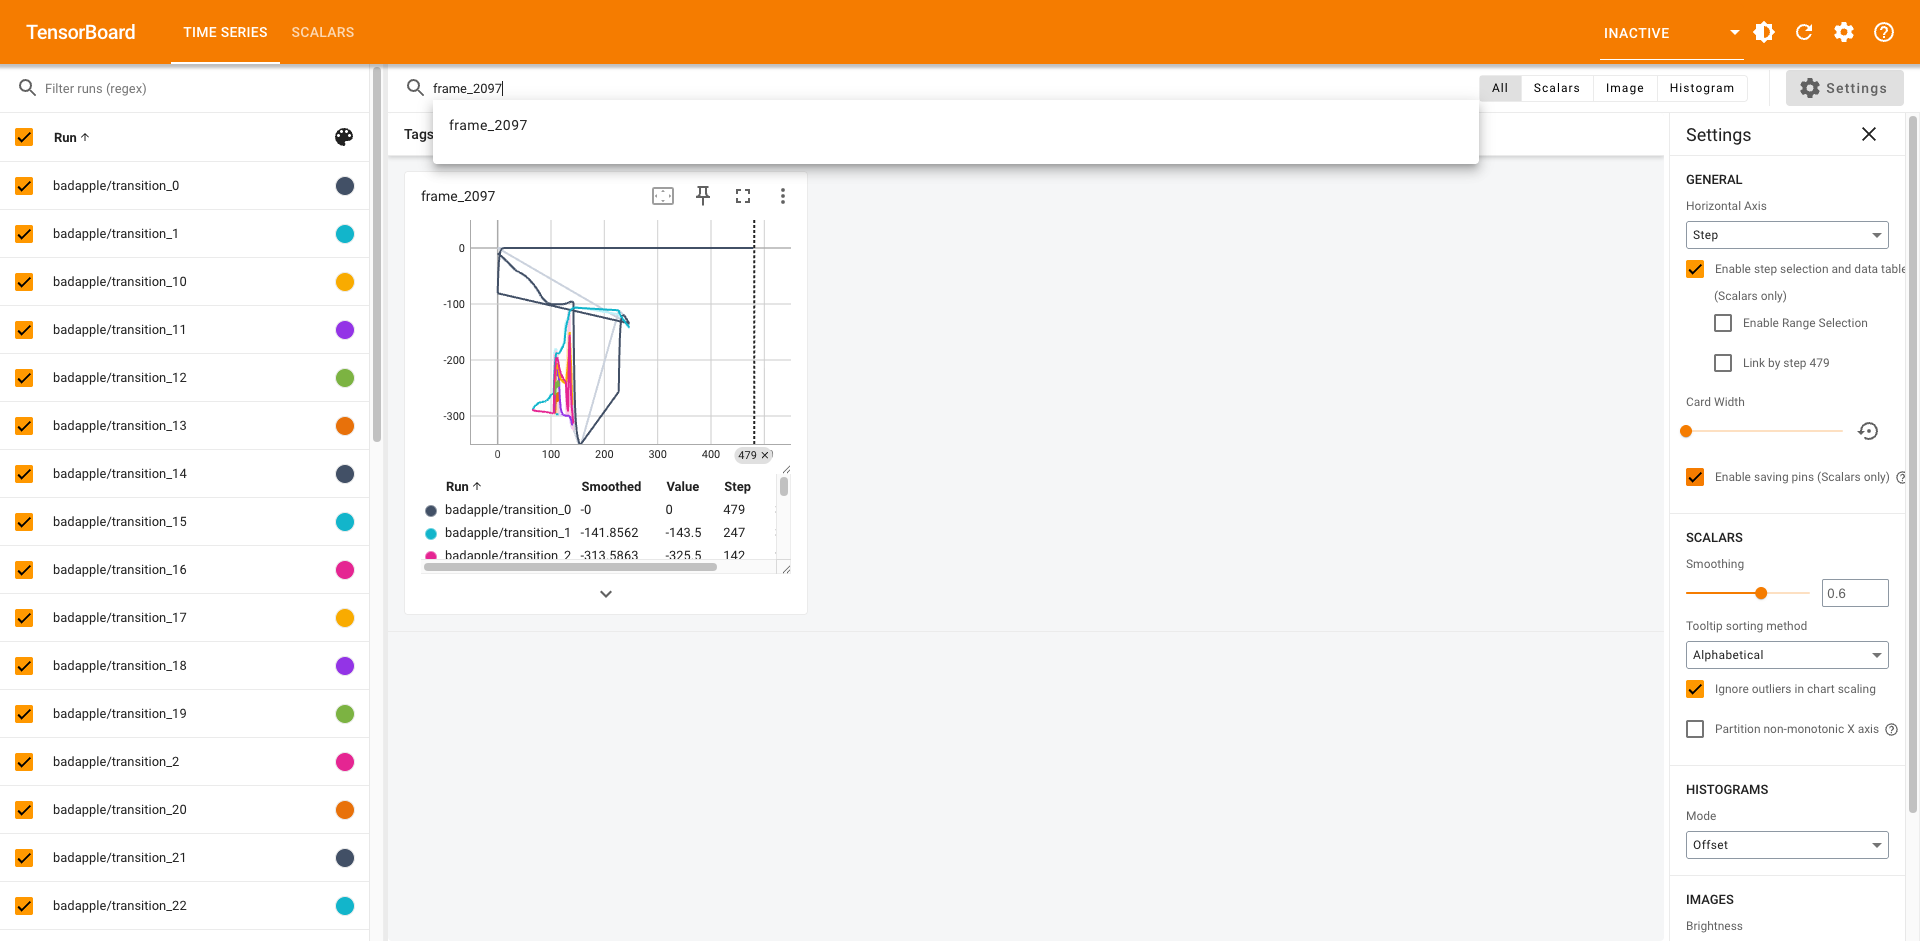 TensorBoard
TIME SERIES
SCALARS
INACTIVE
Filter runs (regex)
frame_2097
All
Scalars
Image
Histogram
Settings
frame_2097
Tags
Run
badapple/transition_0
badapple/transition_1
badapple/transition_10
badapple/transition_11
badapple/transition_12
badapple/transition_13
badapple/transition_14
badapple/transition_15
badapple/transition_16
badapple/transition_17
badapple/transition_18
badapple/transition_19
badapple/transition_2
badapple/transition_20
badapple/transition_21
badapple/transition_22
frame_2097
0
-100
-200
-300
0 100 200 300 400 479
Run Smoothed Value Step
badapple/transition_0 -0 0 479
badapple/transition_1 -141.8562 -143.5 247
badapple/transition_2 -313.5863 -325.5 142
Settings
GENERAL
Horizontal Axis
Step
Enable step selection and data table
(Scalars only)
Enable Range Selection
Link by step 479
Card Width
Enable saving pins (Scalars only)
SCALARS
Smoothing
0.6
Tooltip sorting method
Alphabetical
Ignore outliers in chart scaling
Partition non-monotonic X axis
HISTOGRAMS
Mode
Offset
IMAGES
Brightness